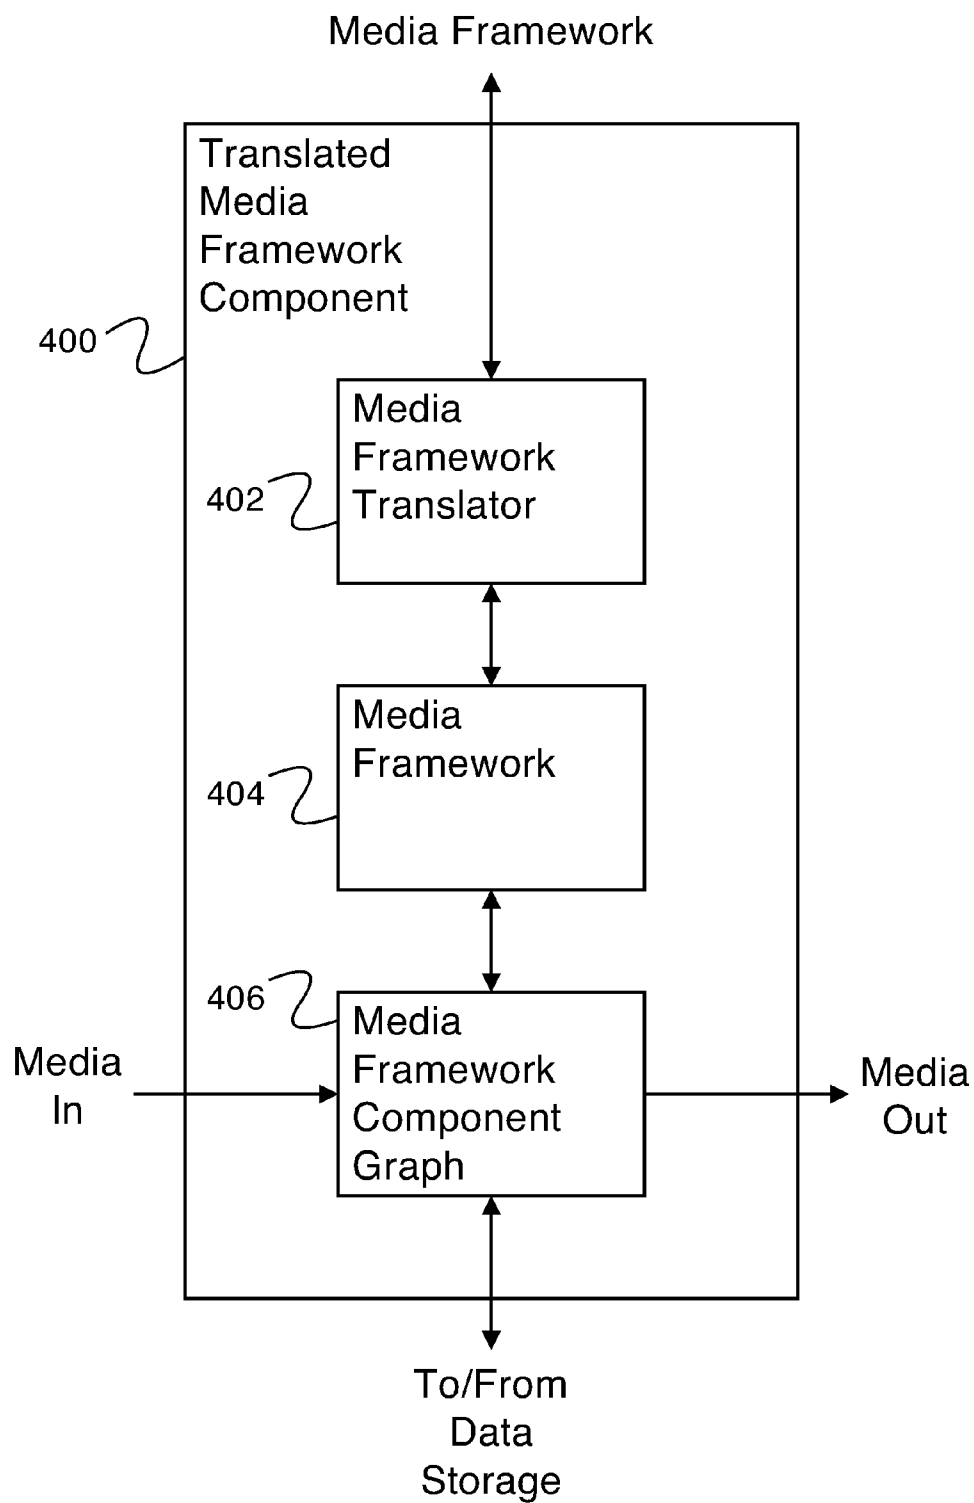 Media Framework
Translated
Media
Framework
Component
400
Media
Framework
Translator
402
Media
Framework
404
406
Media
Framework
Component
Graph
Media
In
Media
Out
To/From
Data
Storage